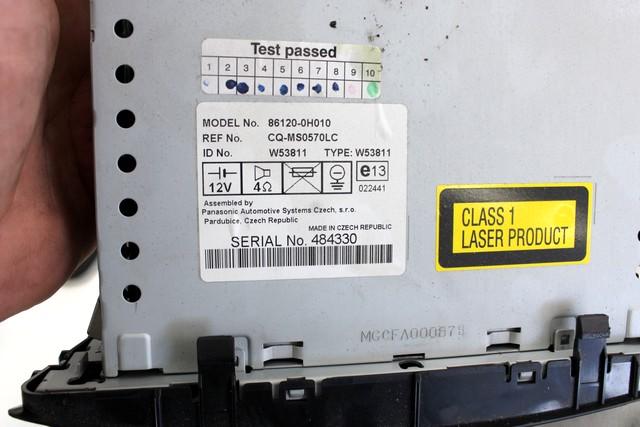 Test passed
1 2 3 4 5 6 7 8 9 10
MODEL No. 86120-0H010
REF No. CQ-MS0570LC
ID No. W53811 TYPE: W53811
12V 4Ω e13
022441
Assembled by
Panasonic Automotive Systems Czech, s.r.o.
Pardubice, Czech Republic
MADE IN CZECH REPUBLIC
SERIAL No. 484330
CLASS 1
LASER PRODUCT
MGCFA000879